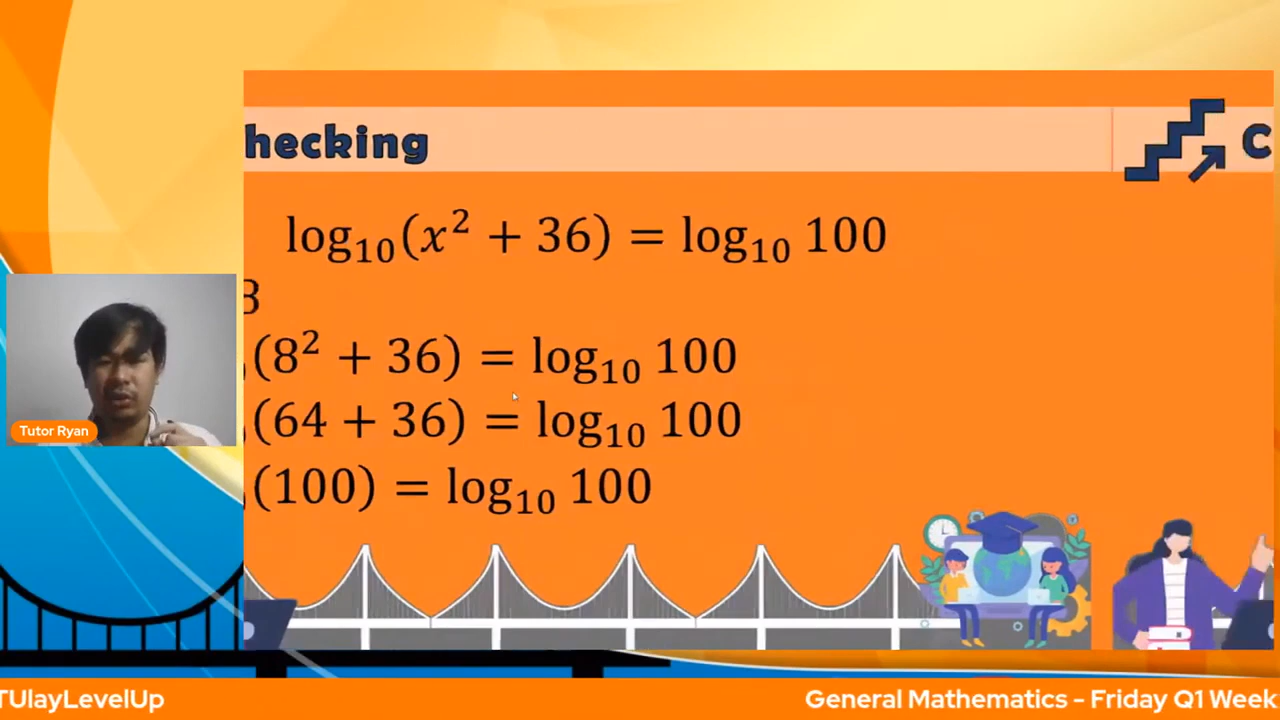 hecking
C
log₁₀(x² + 36) = log₁₀ 100
8
(8² + 36) = log₁₀ 100
(64 + 36) = log₁₀ 100
(100) = log₁₀ 100
Tutor Ryan
TUlayLevelUp
General Mathematics - Friday Q1 Week